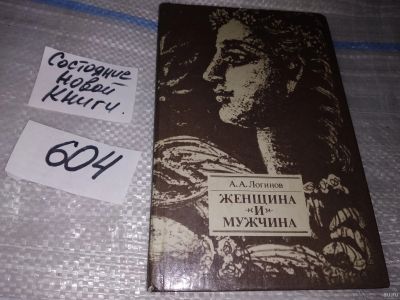 Состояние
новой
книги.
604
А.А.Логинов
ЖЕНЩИНА
«И»
МУЖЧИНА